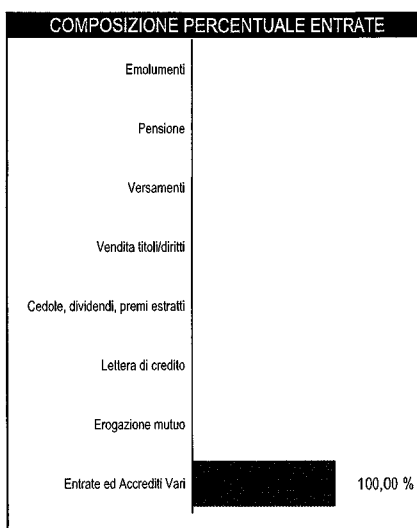 COMPOSIZIONE PERCENTUALE ENTRATE
Emolumenti
Pensione
Versamenti
Vendita titoli/diritti
Cedole, dividendi, premi estratti
Lettera di credito
Erogazione mutuo
Entrate ed Accrediti Vari 100,00 %